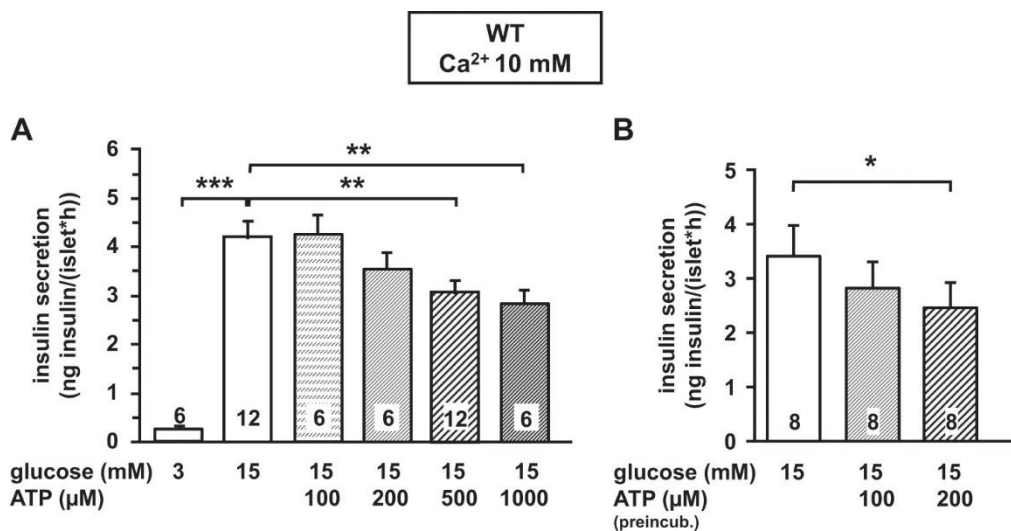 WT
Ca²⁺ 10 mM
A
insulin secretion
(ng insulin/(islet*h))
6
5
4
3
2
1
0
***
**
**
6
12
6
6
12
6
glucose (mM) 3 15 15 15 15 15
ATP (µM) 100 200 500 1000
B
insulin secretion
(ng insulin/(islet*h))
5
4
3
2
1
0
*
8
8
8
glucose (mM) 15 15 15
ATP (µM) 100 200
(preincub.)